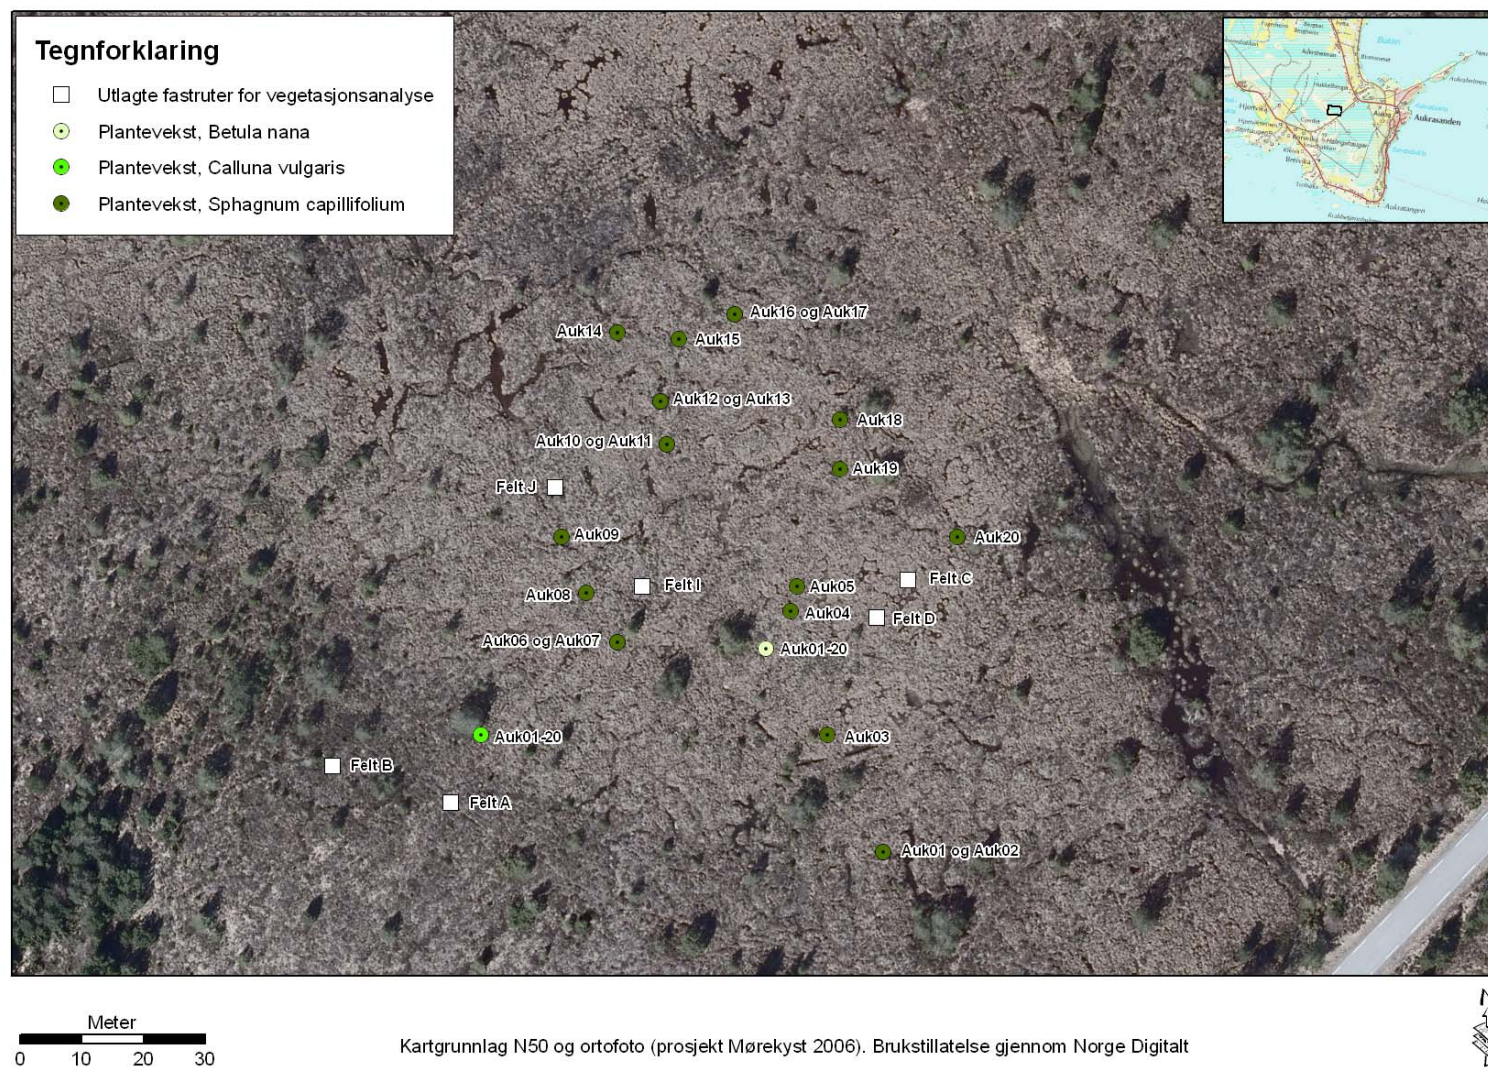 Tegnforklaring
Utlagte fastruter for vegetasjonsanalyse
Plantevekst, Betula nana
Plantevekst, Calluna vulgaris
Plantevekst, Sphagnum capillifolium
Aukrasanden
Aukratangen
Auk16 og Auk17
Auk14
Auk15
Auk12 og Auk13
Auk18
Auk10 og Auk11
Auk19
Felt J
Auk09
Auk20
Felt C
Auk05
Felt I
Auk08
Auk04
Felt D
Auk06 og Auk07
Auk01-20
Auk01-20
Auk03
Felt B
Felt A
Auk01 og Auk02
Meter
0 10 20 30
Kartgrunnlag N50 og ortofoto (prosjekt Mørekyst 2006). Brukstillatelse gjennom Norge Digitalt